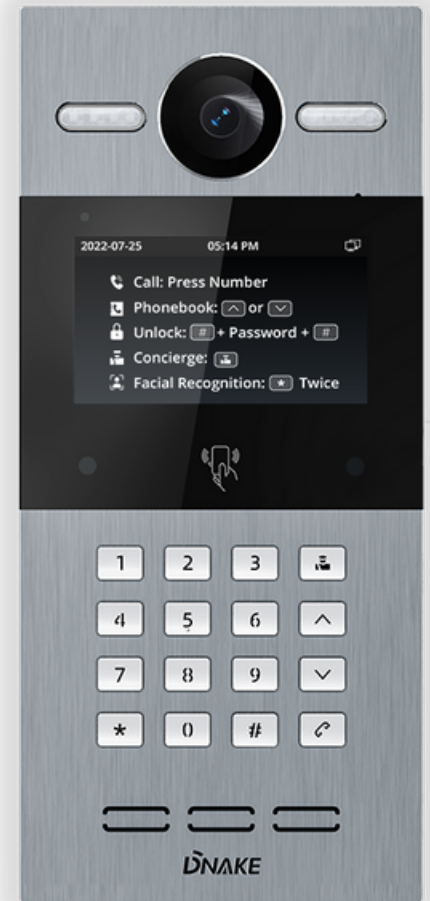 2022-07-25 05:14 PM
Call: Press Number
Phonebook: ^ or v
Unlock: # + Password + #
Concierge:
Facial Recognition: * Twice
1 2 3
4 5 6
7 8 9
* 0 #
DNAKE